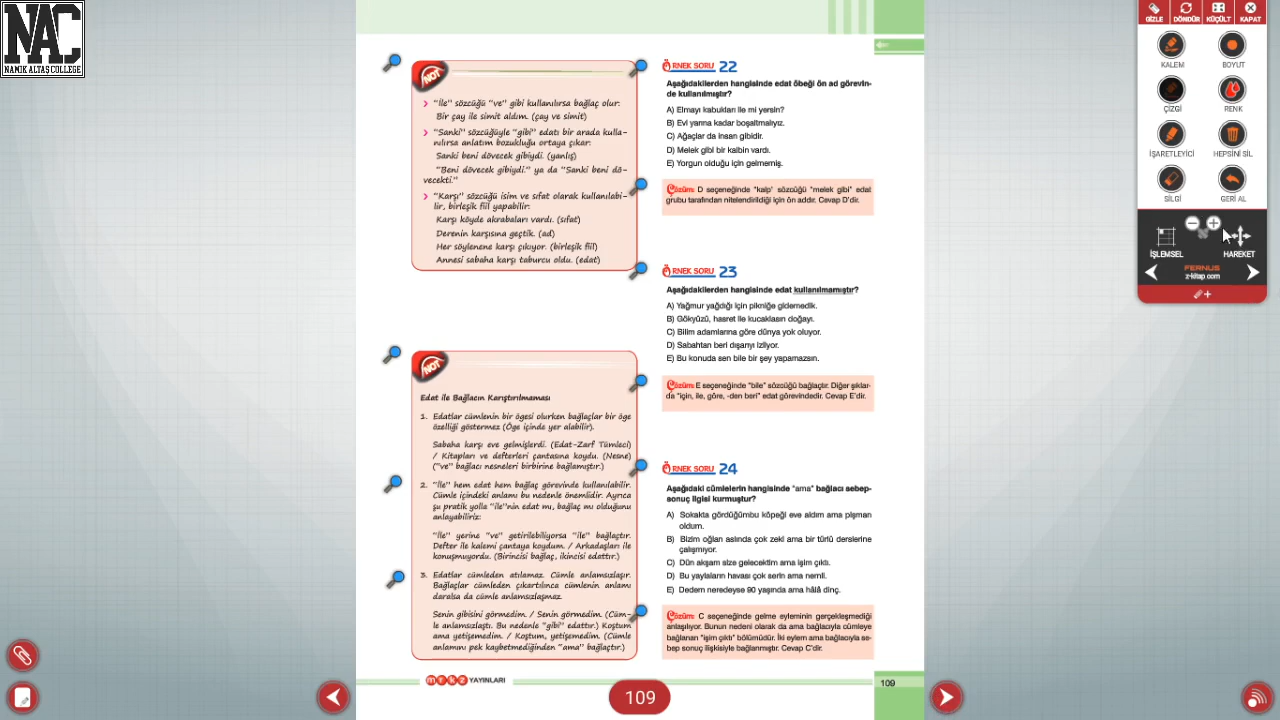 NAC
NAMIK ALTAŞ COLLEGE
NOT
"İle" sözcüğü "ve" gibi kullanılırsa bağlaç olur:
Bir çay ile simit aldım. (çay ve simit)
"Sanki" sözcüğüyle "gibi" edatı bir arada kulla-
nılırsa anlatım bozukluğu ortaya çıkar:
Sanki beni dövecek gibiydi. (yanlış)
"Beni dövecek gibiydi." ya da "Sanki beni dö-
vecekti."
"Karşı" sözcüğü isim ve sıfat olarak kullanılabi-
lir, birleşik fiil yapabilir:
Karşı köyde akrabaları vardı. (sıfat)
Derenin karşısına geçtik. (ad)
Her söylenene karşı çıkıyor. (birleşik fiil)
Annesi sabaha karşı taburcu oldu. (edat)
NOT
Edat ile Bağlacın Karıştırılmaması
1. Edatlar cümlenin bir ögesi olurken bağlaçlar bir öge
özelliği göstermez (Öge içinde yer alabilir).
Sabaha karşı eve gelmişlerdi. (Edat-Zarf Tümleci)
/ Kitapları ve defterleri çantasına koydu. (Nesne)
("ve" bağlacı nesneleri birbirine bağlamıştır.)
2. "İle" hem edat hem bağlaç görevinde kullanılabilir.
Cümle içindeki anlamı bu nedenle önemlidir. Ayrıca
şu pratik yolla "ile"nin edat mı, bağlaç mı olduğunu
anlayabiliriz:
"İle" yerine "ve" getirilebiliyorsa "ile" bağlaçtır.
Defter ile kalemi çantaya koydum. / Arkadaşları ile
konuşmuyordu. (Birincisi bağlaç, ikincisi edattır.)
3. Edatlar cümleden atılamaz. Cümle anlamsızlaşır.
Bağlaçlar cümleden çıkartılınca cümlenin anlamı
daralsa da cümle anlamsızlaşmaz.
Senin gibisini görmedim. / Senin görmedim. (Cüm-
le anlamsızlaştı. Bu nedenle "gibi" edattır.) Koştum
ama yetişemedim. / Koştum, yetişemedim. (Cümle
anlamını pek kaybetmediğinden "ama" bağlaçtır.)
ÖRNEK SORU 22
Aşağıdakilerden hangisinde edat öbeği ön ad görevin-
de kullanılmıştır?
A) Elmayı kabukları ile mi yersin?
B) Evi yarına kadar boşaltmalıyız.
C) Ağaçlar da insan gibidir.
D) Melek gibi bir kalbin vardı.
E) Yorgun olduğu için gelmemiş.
Çözüm: D seçeneğinde "kalp' sözcüğü "melek gibi" edat
grubu tarafından nitelendirildiği için ön addır. Cevap D'dir.
ÖRNEK SORU 23
Aşağıdakilerden hangisinde edat kullanılmamıştır?
A) Yağmur yağdığı için pikniğe gidemedik.
B) Gökyüzü, hasret ile kucaklasın doğayı.
C) Bilim adamlarına göre dünya yok oluyor.
D) Sabahtan beri dışarıyı izliyor.
E) Bu konuda sen bile bir şey yapamazsın.
Çözüm: E seçeneğinde "bile" sözcüğü bağlaçtır. Diğer şıklar-
da "için, ile, göre, -den beri" edat görevindedir. Cevap E'dir.
ÖRNEK SORU 24
Aşağıdaki cümlelerin hangisinde "ama" bağlacı sebep-
sonuç ilgisi kurmuştur?
A) Sokakta gördüğümbu köpeği eve aldım ama pişman
oldum.
B) Bizim oğlan aslında çok zeki ama bir türlü derslerine
çalışmıyor.
C) Dün akşam size gelecektim ama işim çıktı.
D) Bu yaylaların havası çok serin ama nemli.
E) Dedem neredeyse 90 yaşında ama hâlâ dinç.
Çözüm: C seçeneğinde gelme eyleminin gerçekleşmediği
anlaşılıyor. Bunun nedeni olarak da ama bağlacıyla cümleye
bağlanan "işim çıktı" bölümüdür. İki eylem ama bağlacıyla se-
bep sonuç ilişkisiyle bağlanmıştır. Cevap C'dir.
YAYINLARI
109
109
GİZLE DÖNDÜR KÜÇÜLT KAPAT
KALEM BOYUT
ÇİZGİ RENK
İŞARETLEYİCİ HEPSİNİ SİL
SİLGİ GERİ AL
İŞLEMSEL HAREKET
FERNUS
z-kitap.com